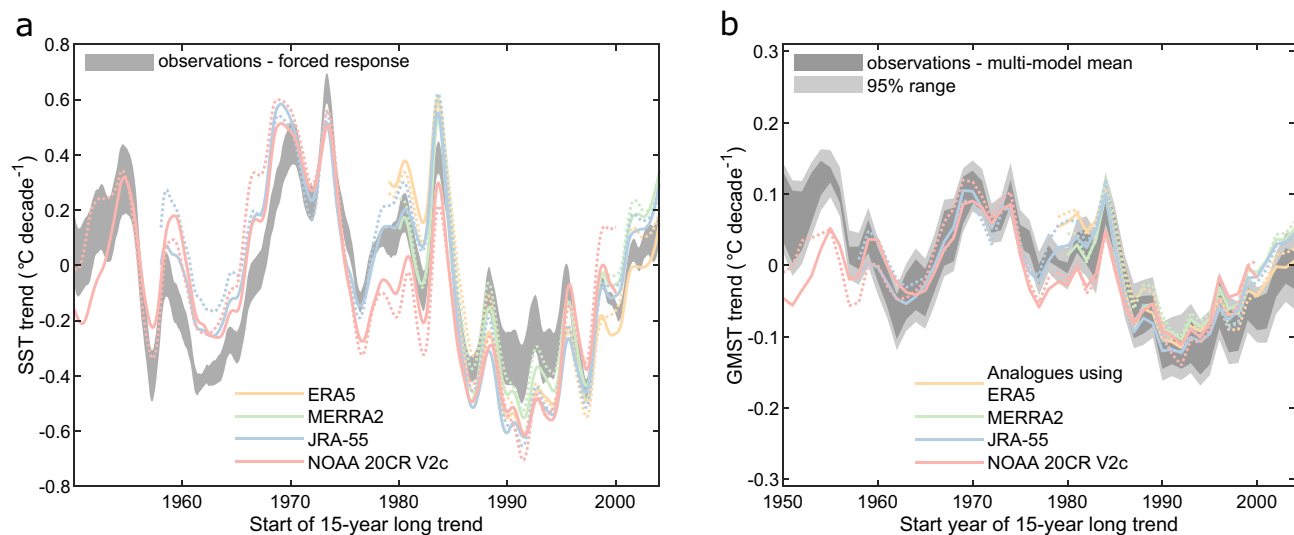 a
0.8
0.6
0.4
0.2
0
-0.2
-0.4
-0.6
-0.8
SST trend (°C decade⁻¹)
observations - forced response
ERA5
MERRA2
JRA-55
NOAA 20CR V2c
1960
1970
1980
1990
2000
Start of 15-year long trend
b
0.3
0.2
0.1
0
-0.1
-0.2
-0.3
GMST trend (°C decade⁻¹)
observations - multi-model mean
95% range
Analogues using
ERA5
MERRA2
JRA-55
NOAA 20CR V2c
1950
1960
1970
1980
1990
2000
Start year of 15-year long trend